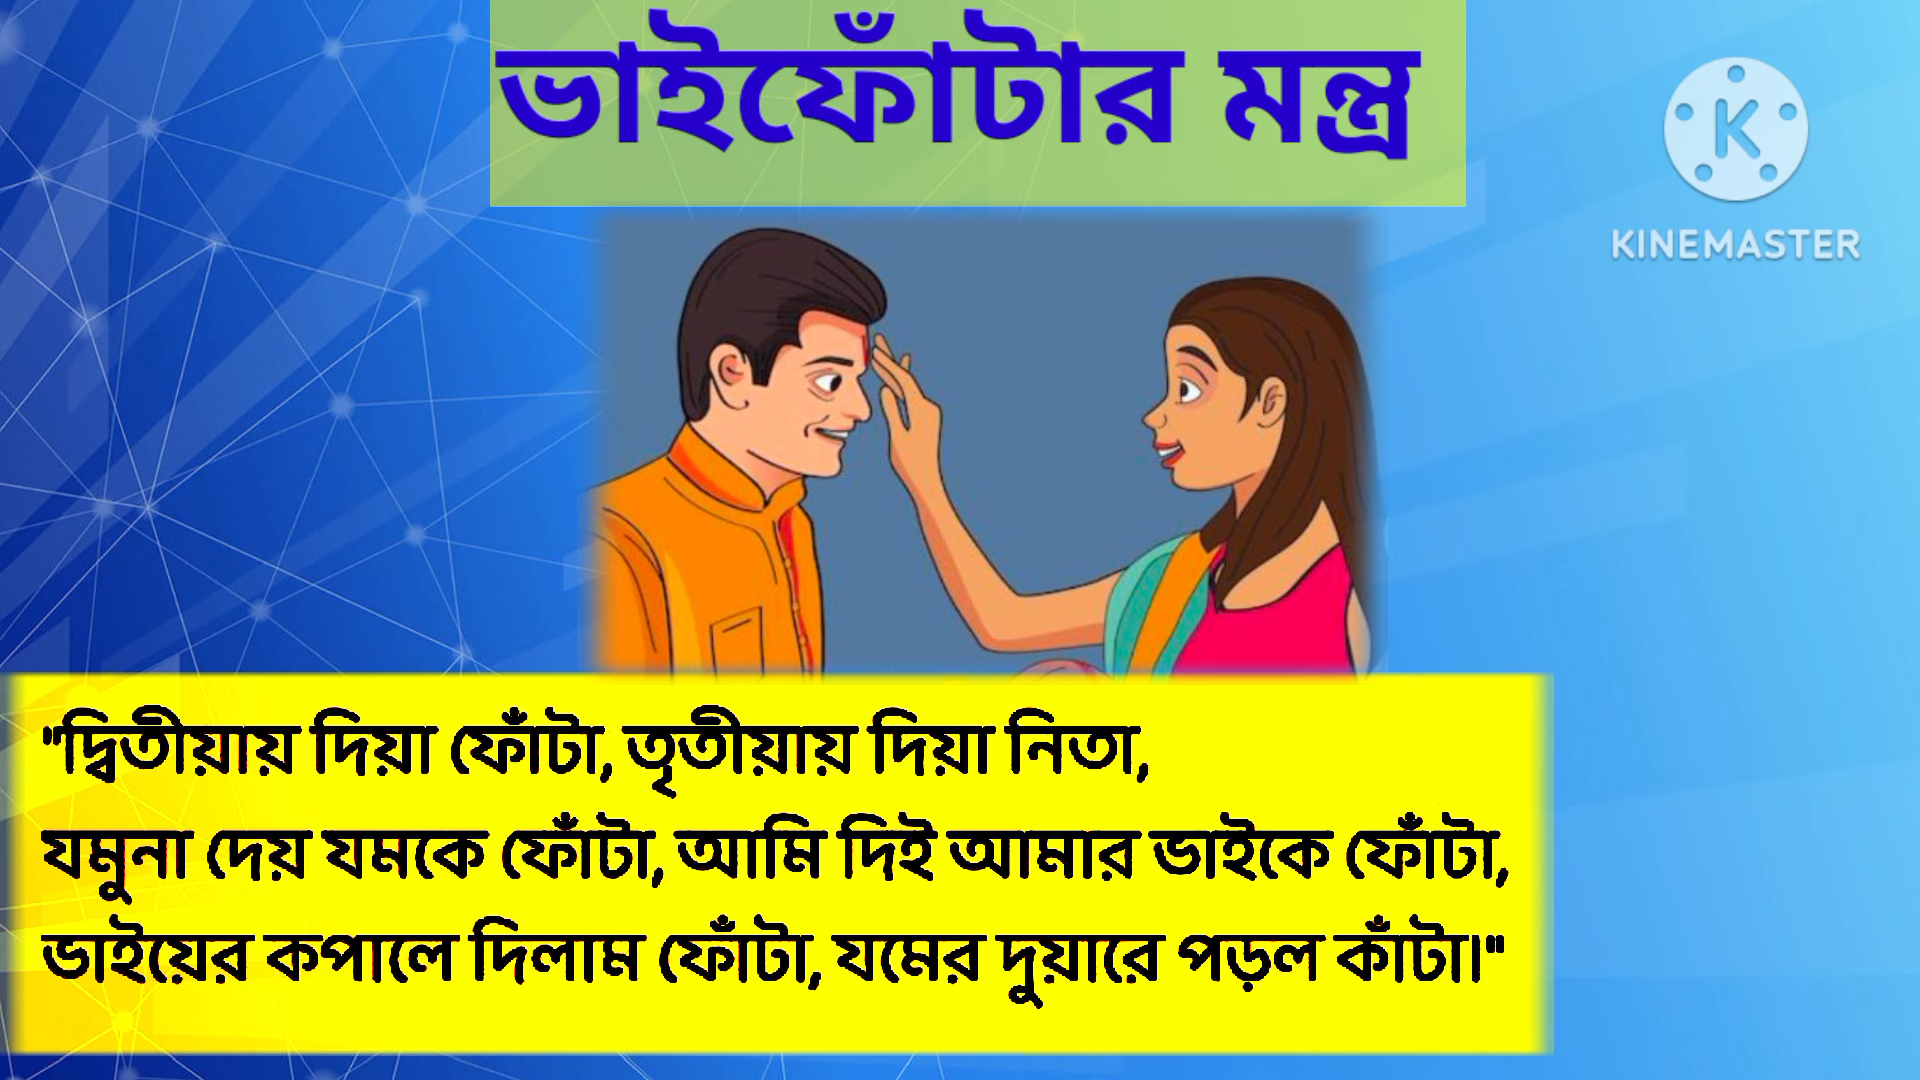 ভাইফোঁটার মন্ত্র
K
KINEMASTER
"দ্বিতীয়ায় দিয়া ফোঁটা, তৃতীয়ায় দিয়া নিতা,
যমুনা দেয় যমকে ফোঁটা, আমি দিই আমার ভাইকে ফোঁটা,
ভাইয়ের কপালে দিলাম ফোঁটা, যমের দুয়ারে পড়ল কাঁটা।"